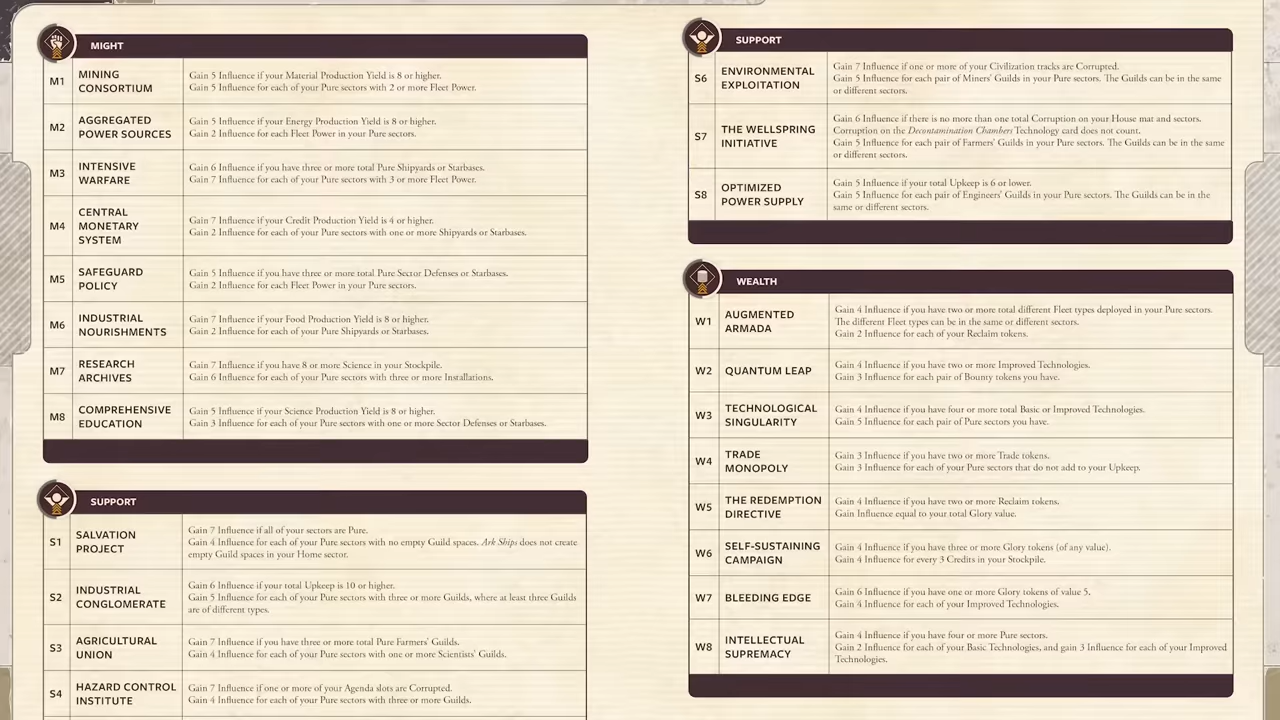 MIGHT
M1
MINING
CONSORTIUM
Gain 5 Influence if your Material Production Yield is 8 or higher.
Gain 5 Influence for each of your Pure sectors with 2 or more Fleet Power.
M2
AGGREGATED
POWER SOURCES
Gain 5 Influence if your Energy Production Yield is 8 or higher.
Gain 2 Influence for each Fleet Power in your Pure sectors.
M3
INTENSIVE
WARFARE
Gain 6 Influence if you have three or more total Pure Shipyards or Starbases.
Gain 7 Influence for each of your Pure sectors with 3 or more Fleet Power.
M4
CENTRAL
MONETARY
SYSTEM
Gain 7 Influence if your Credit Production Yield is 4 or higher.
Gain 2 Influence for each of your Pure sectors with one or more Shipyards or Starbases.
M5
SAFEGUARD
POLICY
Gain 5 Influence if you have three or more total Pure Sector Defenses or Starbases.
Gain 2 Influence for each Fleet Power in your Pure sectors.
M6
INDUSTRIAL
NOURISHMENTS
Gain 7 Influence if your Food Production Yield is 8 or higher.
Gain 2 Influence for each of your Pure Shipyards or Starbases.
M7
RESEARCH
ARCHIVES
Gain 7 Influence if you have 8 or more Science in your Stockpile.
Gain 6 Influence for each of your Pure sectors with three or more Installations.
M8
COMPREHENSIVE
EDUCATION
Gain 5 Influence if your Science Production Yield is 8 or higher.
Gain 3 Influence for each of your Pure sectors with one or more Sector Defenses or Starbases.
SUPPORT
S1
SALVATION
PROJECT
Gain 7 Influence if all of your sectors are Pure.
Gain 4 Influence for each of your Pure sectors with no empty Guild spaces. Ark Ships does not create
empty Guild spaces in your Home sector.
S2
INDUSTRIAL
CONGLOMERATE
Gain 6 Influence if your total Upkeep is 10 or higher.
Gain 5 Influence for each of your Pure sectors with three or more Guilds, where at least three Guilds
are of different types.
S3
AGRICULTURAL
UNION
Gain 7 Influence if you have three or more total Pure Farmers' Guilds.
Gain 4 Influence for each of your Pure sectors with one or more Scientists' Guilds.
S4
HAZARD CONTROL
INSTITUTE
Gain 7 Influence if one or more of your Agenda slots are Corrupted.
Gain 4 Influence for each of your Pure sectors with three or more Guilds.
SUPPORT
S6
ENVIRONMENTAL
EXPLOITATION
Gain 7 Influence if one or more of your Civilization tracks are Corrupted.
Gain 5 Influence for each pair of Miners' Guilds in your Pure sectors. The Guilds can be in the same
or different sectors.
S7
THE WELLSPRING
INITIATIVE
Gain 6 Influence if there is no more than one total Corruption on your House mat and sectors.
Corruption on the Decontamination Chambers Technology card does not count.
Gain 5 Influence for each pair of Farmers' Guilds in your Pure sectors. The Guilds can be in the same
or different sectors.
S8
OPTIMIZED
POWER SUPPLY
Gain 5 Influence if your total Upkeep is 6 or lower.
Gain 5 Influence for each pair of Engineers' Guilds in your Pure sectors. The Guilds can be in the
same or different sectors.
WEALTH
W1
AUGMENTED
ARMADA
Gain 4 Influence if you have two or more total different Fleet types deployed in your Pure sectors.
The different Fleet types can be in the same or different sectors.
Gain 2 Influence for each of your Reclaim tokens.
W2
QUANTUM LEAP
Gain 4 Influence if you have two or more Improved Technologies.
Gain 3 Influence for each pair of Bounty tokens you have.
W3
TECHNOLOGICAL
SINGULARITY
Gain 4 Influence if you have four or more total Basic or Improved Technologies.
Gain 5 Influence for each pair of Pure sectors you have.
W4
TRADE
MONOPOLY
Gain 3 Influence if you have two or more Trade tokens.
Gain 3 Influence for each of your Pure sectors that do not add to your Upkeep.
W5
THE REDEMPTION
DIRECTIVE
Gain 4 Influence if you have two or more Reclaim tokens.
Gain Influence equal to your total Glory value.
W6
SELF-SUSTAINING
CAMPAIGN
Gain 4 Influence if you have three or more Glory tokens (of any value).
Gain 4 Influence for every 3 Credits in your Stockpile.
W7
BLEEDING EDGE
Gain 6 Influence if you have one or more Glory tokens of value 5.
Gain 4 Influence for each of your Improved Technologies.
W8
INTELLECTUAL
SUPREMACY
Gain 4 Influence if you have four or more Pure sectors.
Gain 2 Influence for each of your Basic Technologies, and gain 3 Influence for each of your Improved
Technologies.